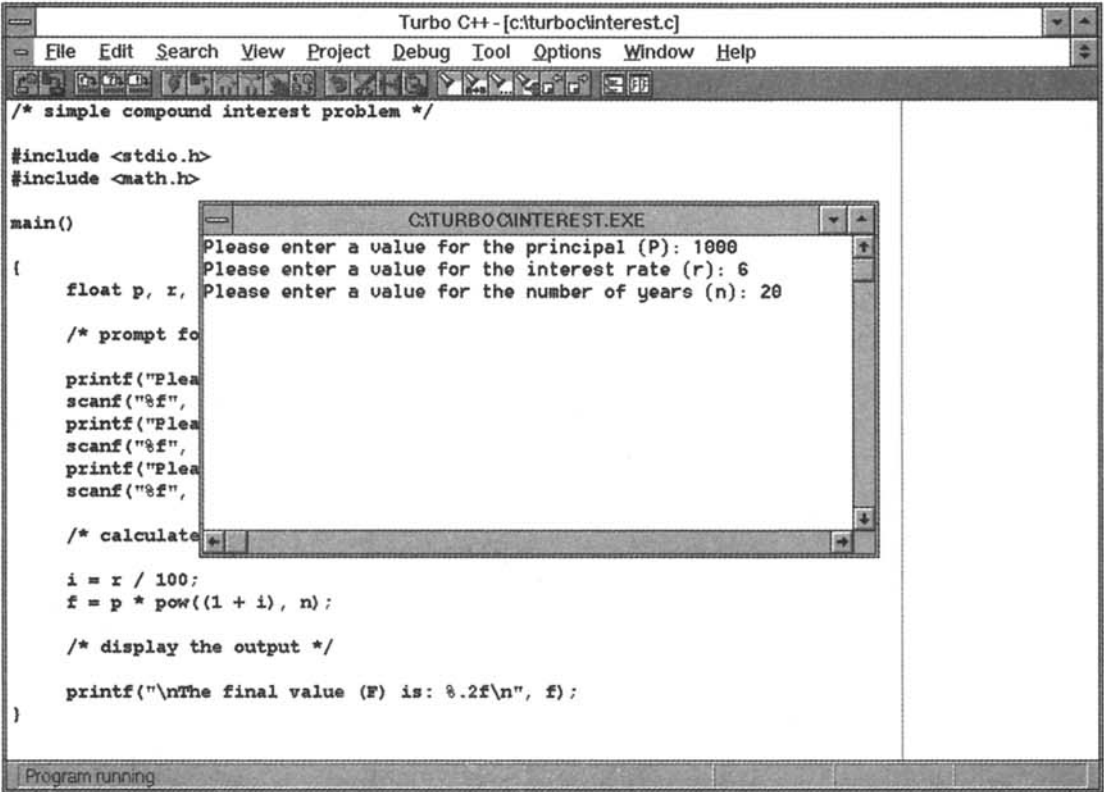 Turbo C++ - [c:\turboc\interest.c]
File Edit Search View Project Debug Tool Options Window Help
/* simple compound interest problem */
#include <stdio.h>
#include <math.h>
main()
{
float p, r,
/* prompt fo
printf("Plea
scanf("%f",
printf("Plea
scanf("%f",
printf("Plea
scanf("%f",
/* calculate
i = r / 100;
f = p * pow((1 + i), n);
/* display the output */
printf("\nThe final value (F) is: %.2f\n", f);
}
C:\TURBOC\INTEREST.EXE
Please enter a value for the principal (P): 1000
Please enter a value for the interest rate (r): 6
Please enter a value for the number of years (n): 20
Program running